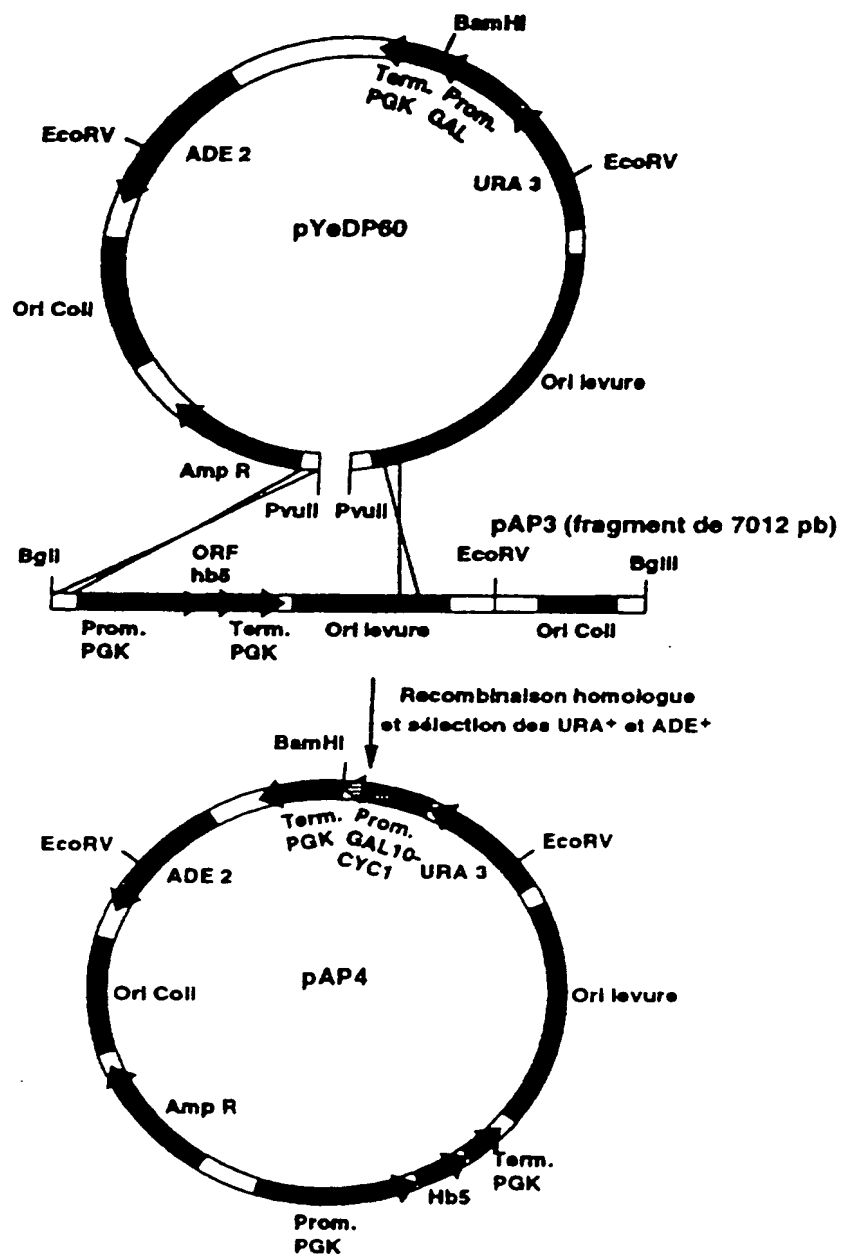 BamHI
Term. Prom.
PGK GAL
EcoRV
ADE 2
EcoRV
URA 3
pYeDP60
Ori Coli
Ori levure
Amp R
PvuII PvuII
pAP3 (fragment de 7012 pb)
BglI
ORF
hb5
EcoRV
BglII
Prom.
PGK
Term.
PGK
Ori levure
Ori Coli
Recombinaison homologue
et sélection des URA+ et ADE+
BamHI
Term. Prom.
PGK GAL10-
CYC1
EcoRV
ADE 2
URA 3
EcoRV
pAP4
Ori Coli
Ori levure
Amp R
Term.
PGK
Hb5
Prom.
PGK